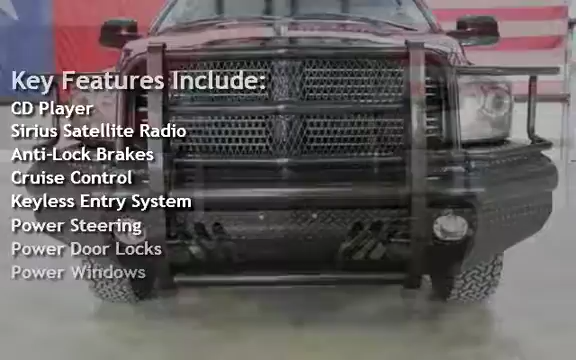 Key Features Include:
CD Player
Sirius Satellite Radio
Anti-Lock Brakes
Cruise Control
Keyless Entry System
Power Steering
Power Door Locks
Power Windows